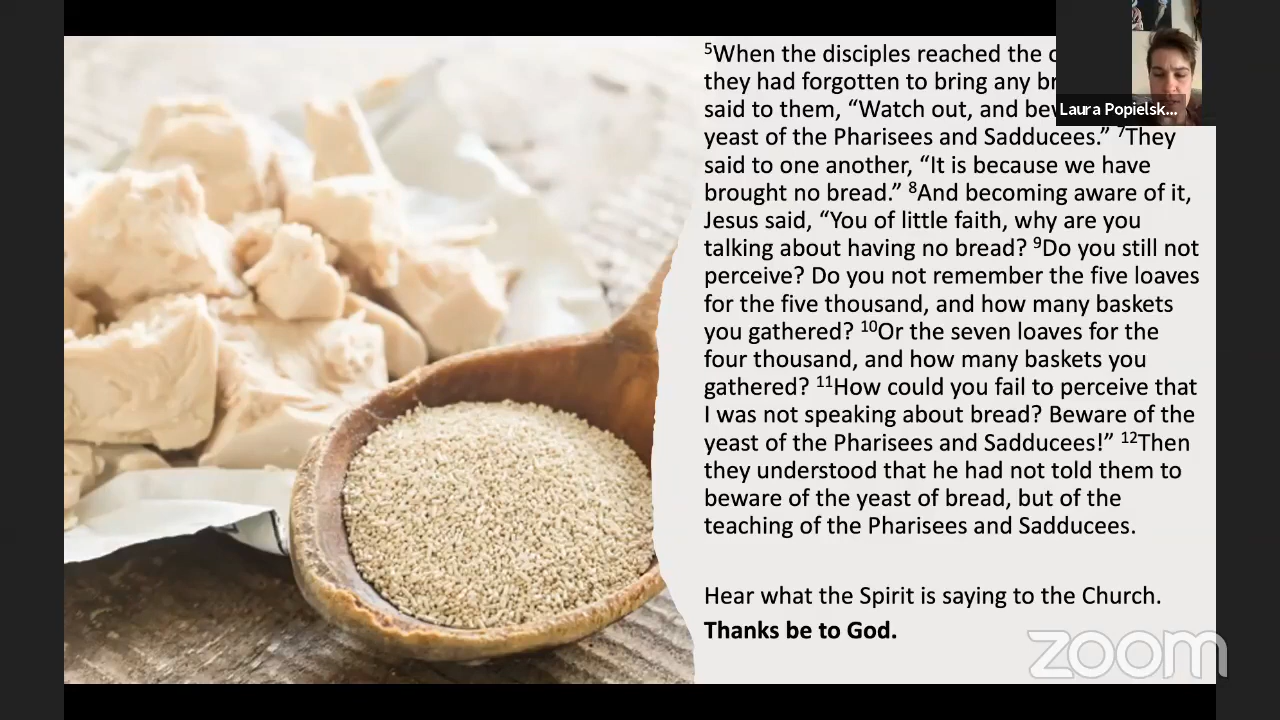 ⁵When the disciples reached the
they had forgotten to bring any
said to them, “Watch out, and
yeast of the Pharisees and Sadducees.” ⁷They
said to one another, “It is because we have
brought no bread.” ⁸And becoming aware of it,
Jesus said, “You of little faith, why are you
talking about having no bread? ⁹Do you still not
perceive? Do you not remember the five loaves
for the five thousand, and how many baskets
you gathered? ¹⁰Or the seven loaves for the
four thousand, and how many baskets you
gathered? ¹¹How could you fail to perceive that
I was not speaking about bread? Beware of the
yeast of the Pharisees and Sadducees!” ¹²Then
they understood that he had not told them to
beware of the yeast of bread, but of the
teaching of the Pharisees and Sadducees.
Hear what the Spirit is saying to the Church.
Thanks be to God.
Laura Popielsk...
zoom